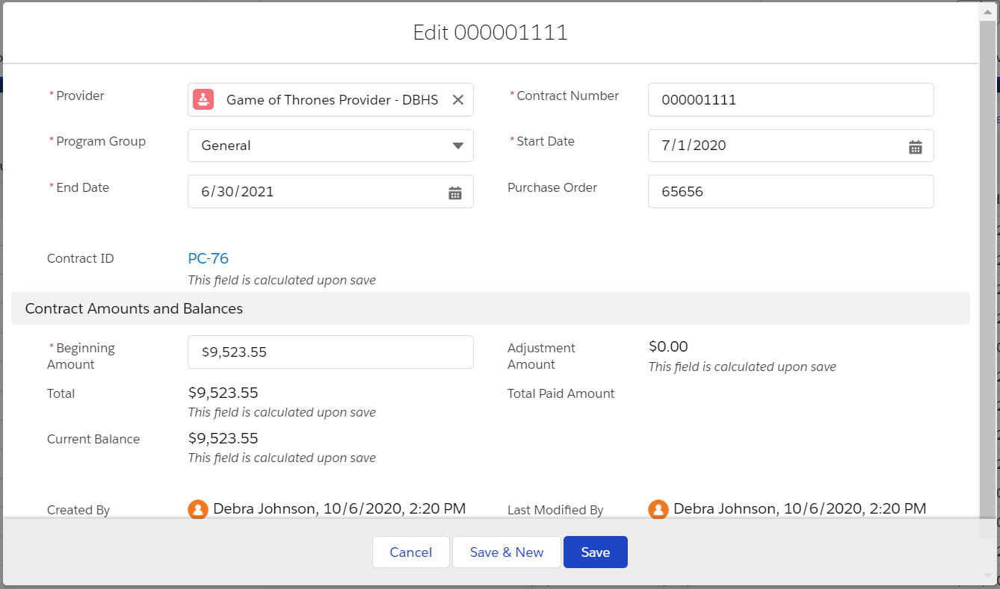 Edit 000001111
* Provider
Game of Thrones Provider - DBHS
* Contract Number
000001111
* Program Group
General
* Start Date
7/1/2020
* End Date
6/30/2021
Purchase Order
65656
Contract ID
PC-76
This field is calculated upon save
Contract Amounts and Balances
* Beginning
Amount
$9,523.55
Adjustment
Amount
$0.00
This field is calculated upon save
Total
$9,523.55
This field is calculated upon save
Total Paid Amount
Current Balance
$9,523.55
This field is calculated upon save
Created By
Debra Johnson, 10/6/2020, 2:20 PM
Last Modified By
Debra Johnson, 10/6/2020, 2:20 PM
Cancel
Save & New
Save